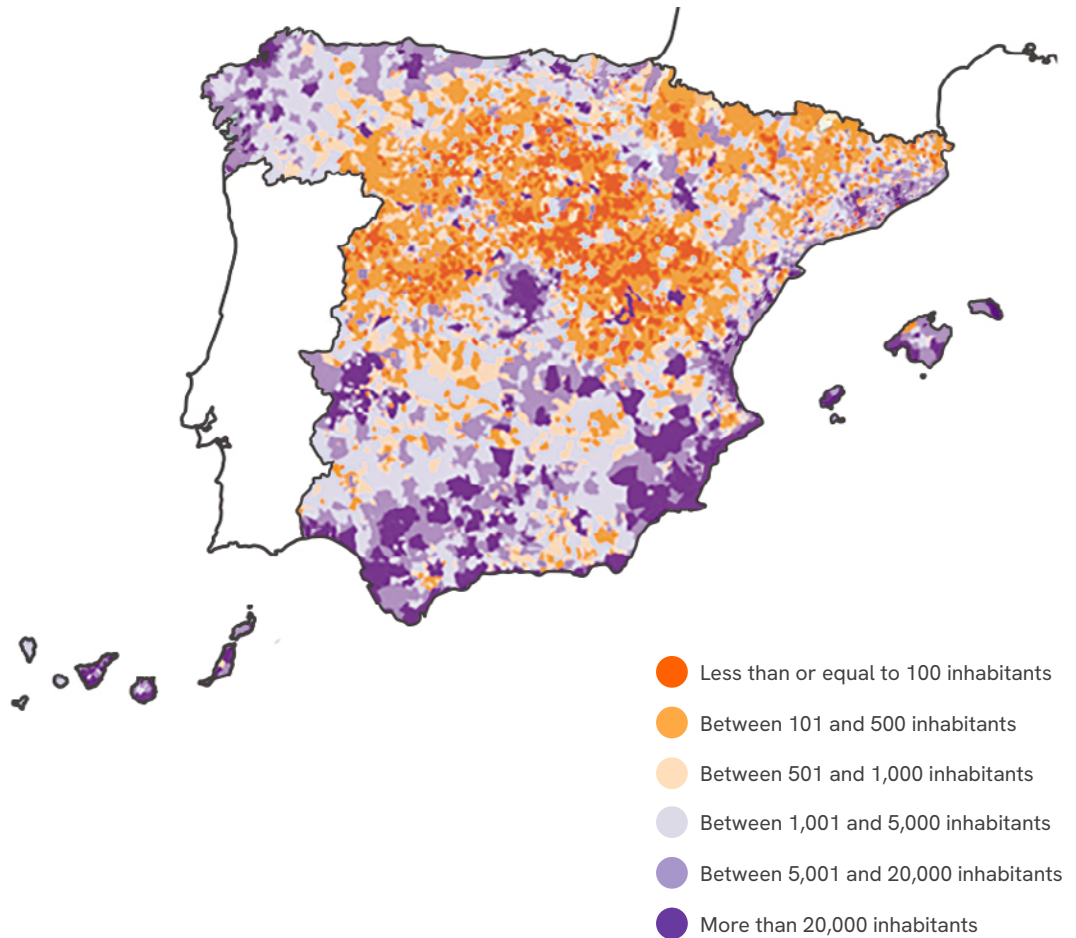 Less than or equal to 100 inhabitants
Between 101 and 500 inhabitants
Between 501 and 1,000 inhabitants
Between 1,001 and 5,000 inhabitants
Between 5,001 and 20,000 inhabitants
More than 20,000 inhabitants